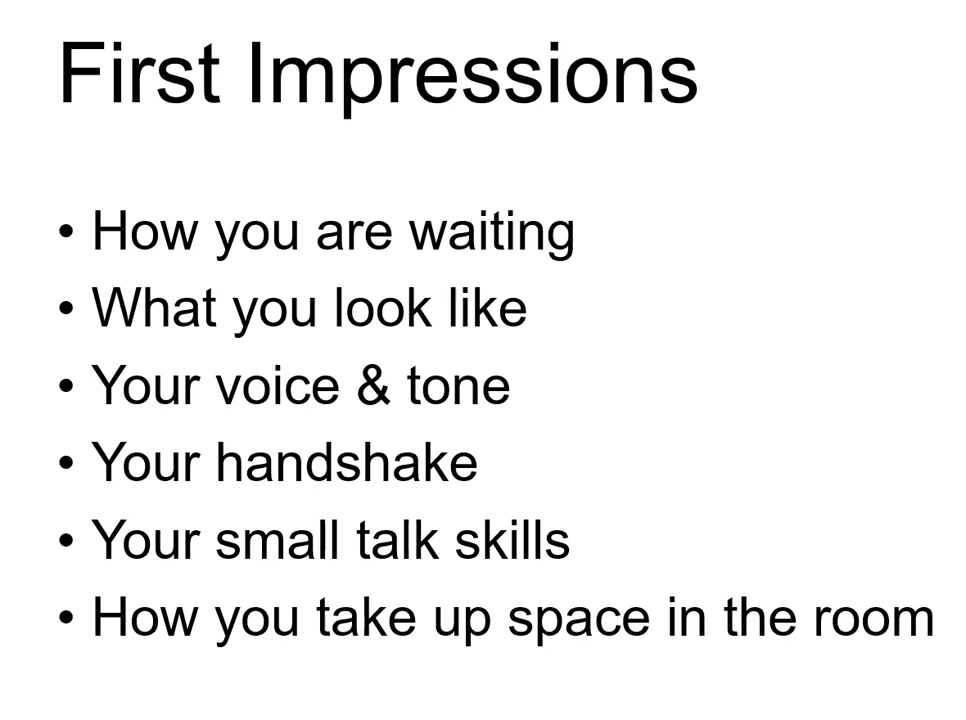 First Impressions
• How you are waiting
• What you look like
• Your voice & tone
• Your handshake
• Your small talk skills
• How you take up space in the room